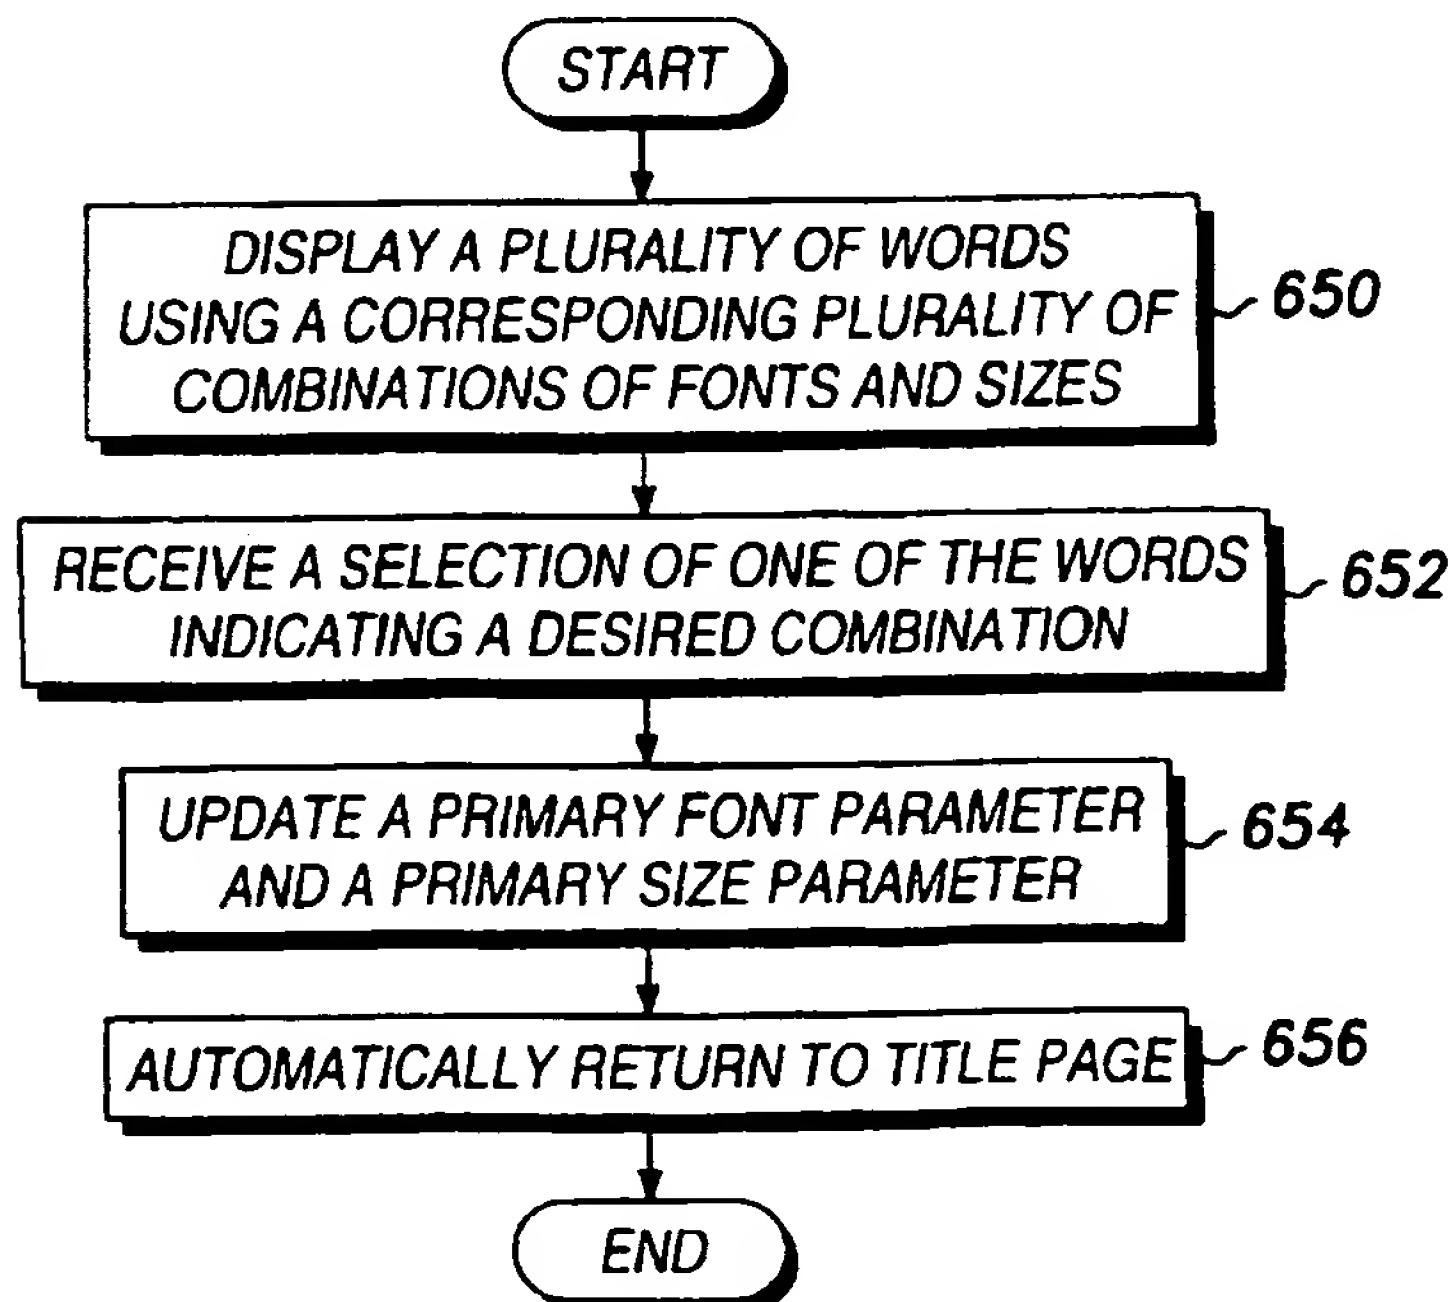 START
DISPLAY A PLURALITY OF WORDS
USING A CORRESPONDING PLURALITY OF
COMBINATIONS OF FONTS AND SIZES
650
RECEIVE A SELECTION OF ONE OF THE WORDS
INDICATING A DESIRED COMBINATION
652
UPDATE A PRIMARY FONT PARAMETER
AND A PRIMARY SIZE PARAMETER
654
AUTOMATICALLY RETURN TO TITLE PAGE
656
END